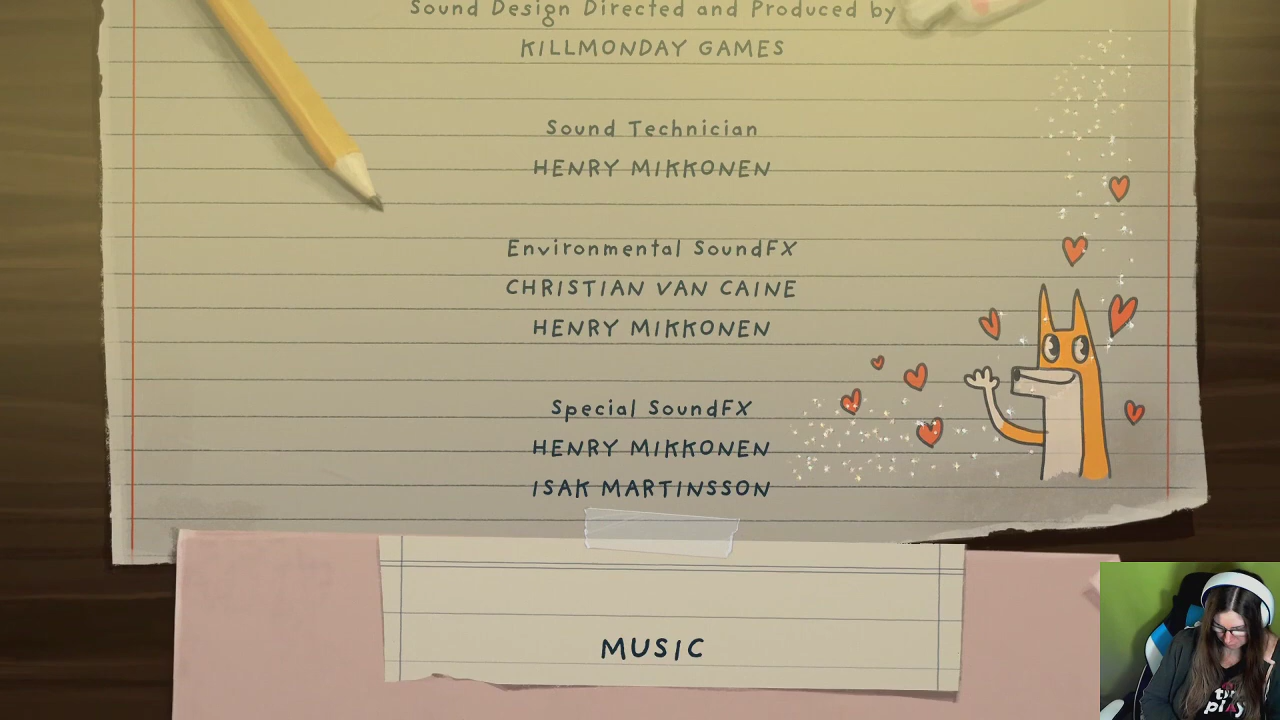 Sound Design Directed and Produced by
KILLMONDAY GAMES
Sound Technician
HENRY MIKKONEN
Environmental SoundFX
CHRISTIAN VAN CAINE
HENRY MIKKONEN
Special SoundFX
HENRY MIKKONEN
ISAK MARTINSSON
MUSIC
play